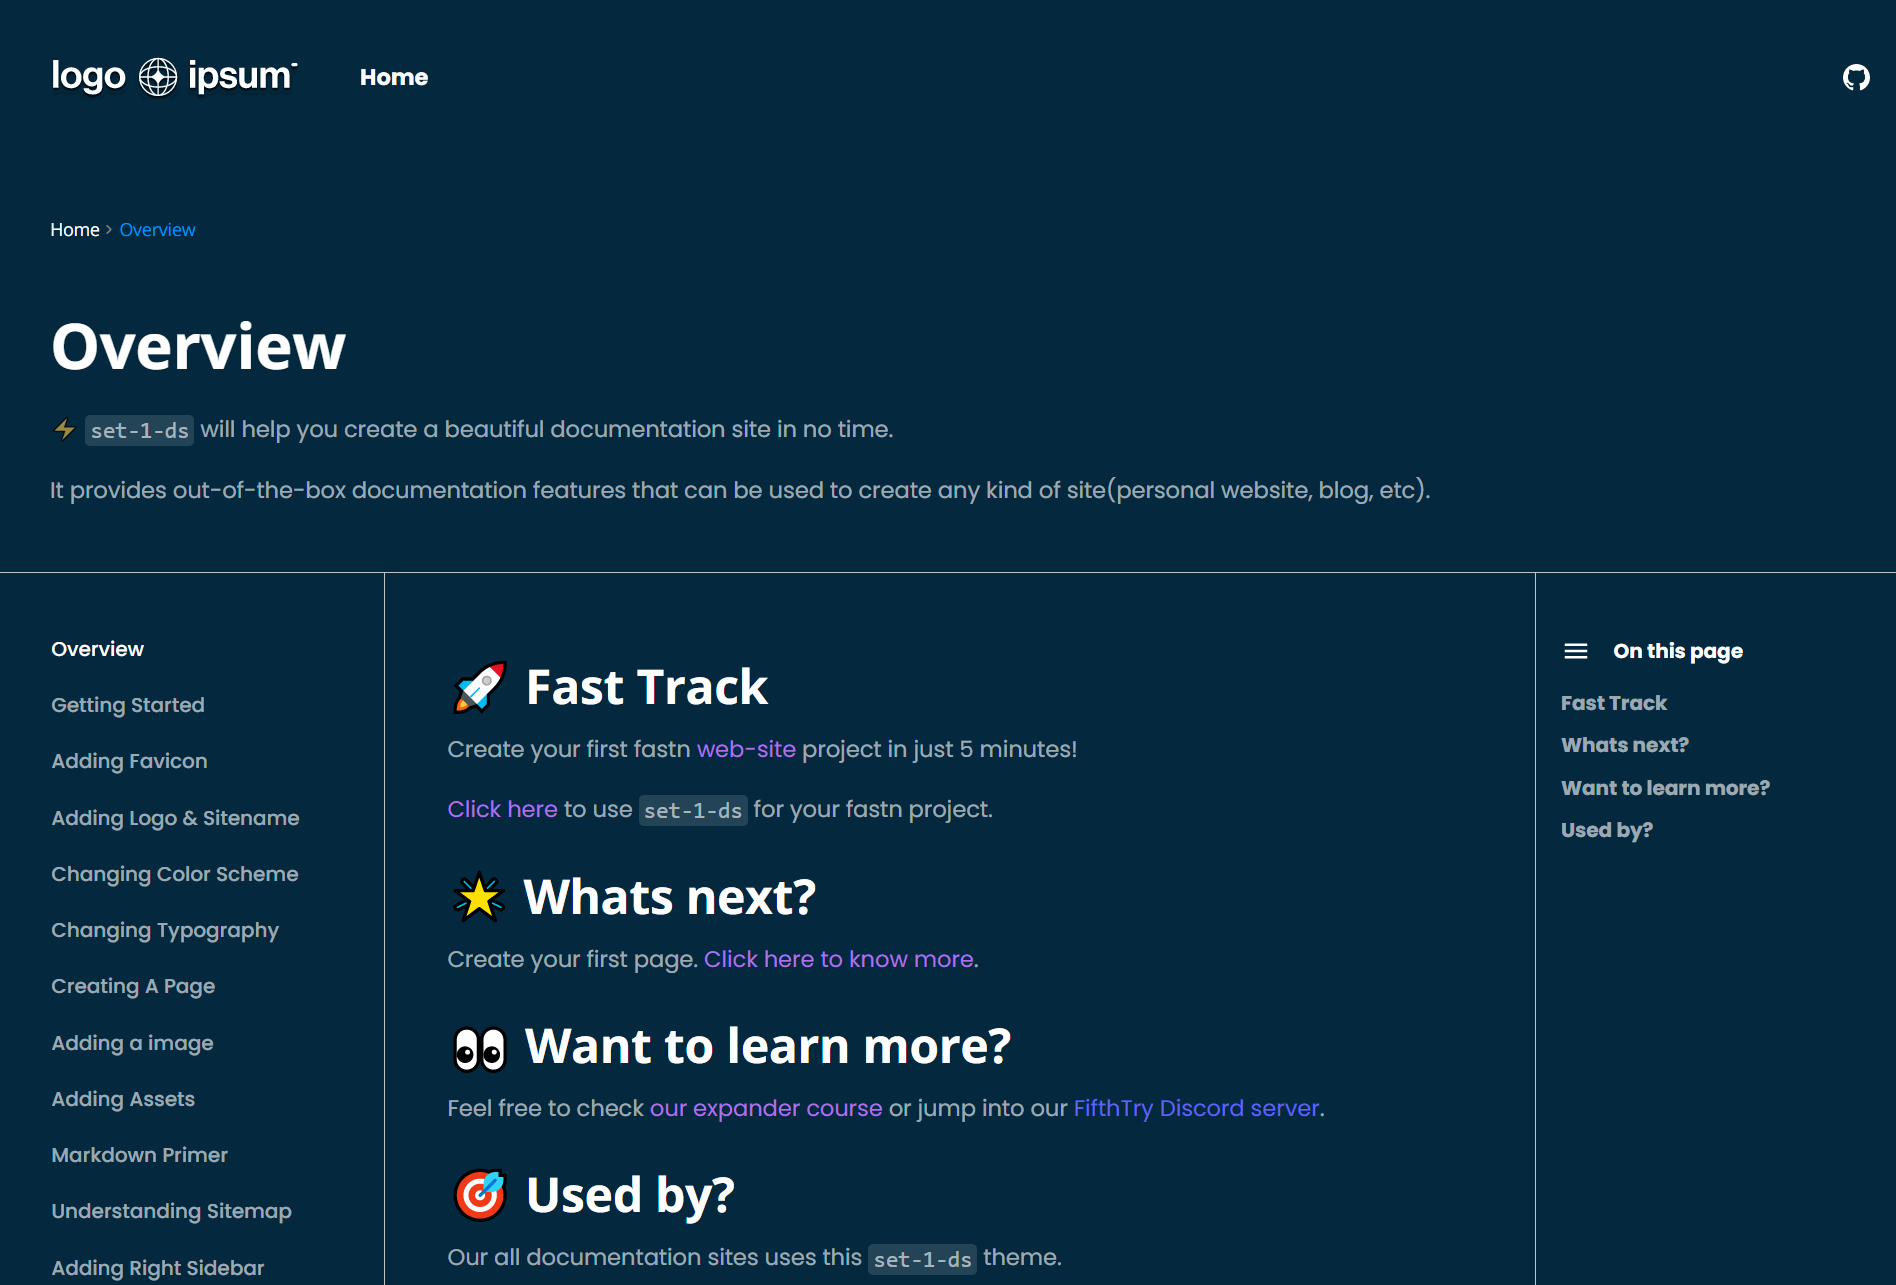 logo ipsum
Home
Home > Overview
Overview
⚡ set-1-ds will help you create a beautiful documentation site in no time.
It provides out-of-the-box documentation features that can be used to create any kind of site(personal website, blog, etc).
Overview
Getting Started
Adding Favicon
Adding Logo & Sitename
Changing Color Scheme
Changing Typography
Creating A Page
Adding a image
Adding Assets
Markdown Primer
Understanding Sitemap
Adding Right Sidebar
🚀 Fast Track
Create your first fastn web-site project in just 5 minutes!
Click here to use set-1-ds for your fastn project.
🌟 Whats next?
Create your first page. Click here to know more.
👀 Want to learn more?
Feel free to check our expander course or jump into our FifthTry Discord server.
🎯 Used by?
Our all documentation sites uses this set-1-ds theme.
On this page
Fast Track
Whats next?
Want to learn more?
Used by?